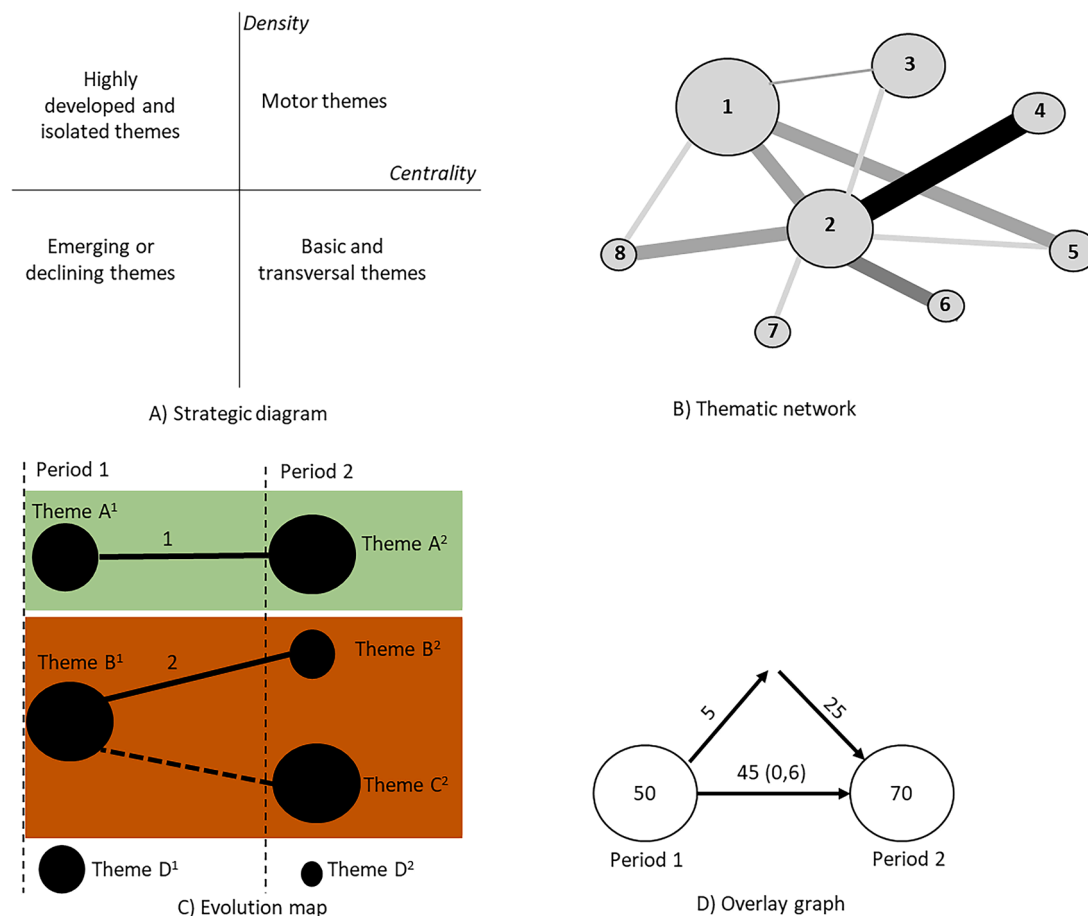 Density
Highly
developed and
isolated themes
Motor themes
Centrality
Emerging or
declining themes
Basic and
transversal themes
A) Strategic diagram
1
3
4
2
8
5
6
7
B) Thematic network
Period 1
Period 2
Theme A¹
1
Theme A²
Theme B¹
2
Theme B²
Theme C²
Theme D¹
Theme D²
C) Evolution map
5
25
45 (0,6)
50
70
Period 1
Period 2
D) Overlay graph